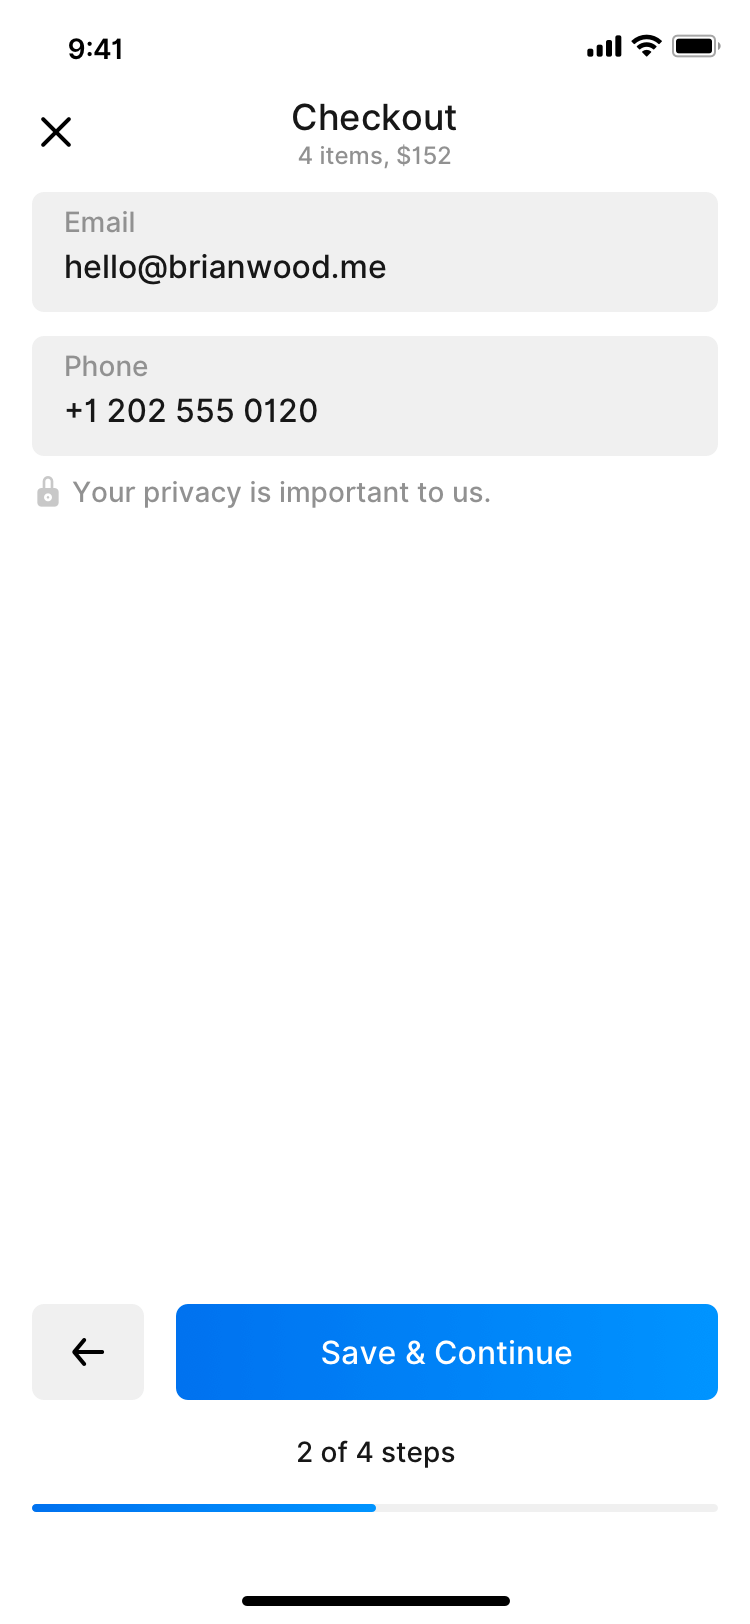 9:41
Checkout
4 items, $152
Email
hello@brianwood.me
Phone
+1 202 555 0120
Your privacy is important to us.
Save & Continue
2 of 4 steps